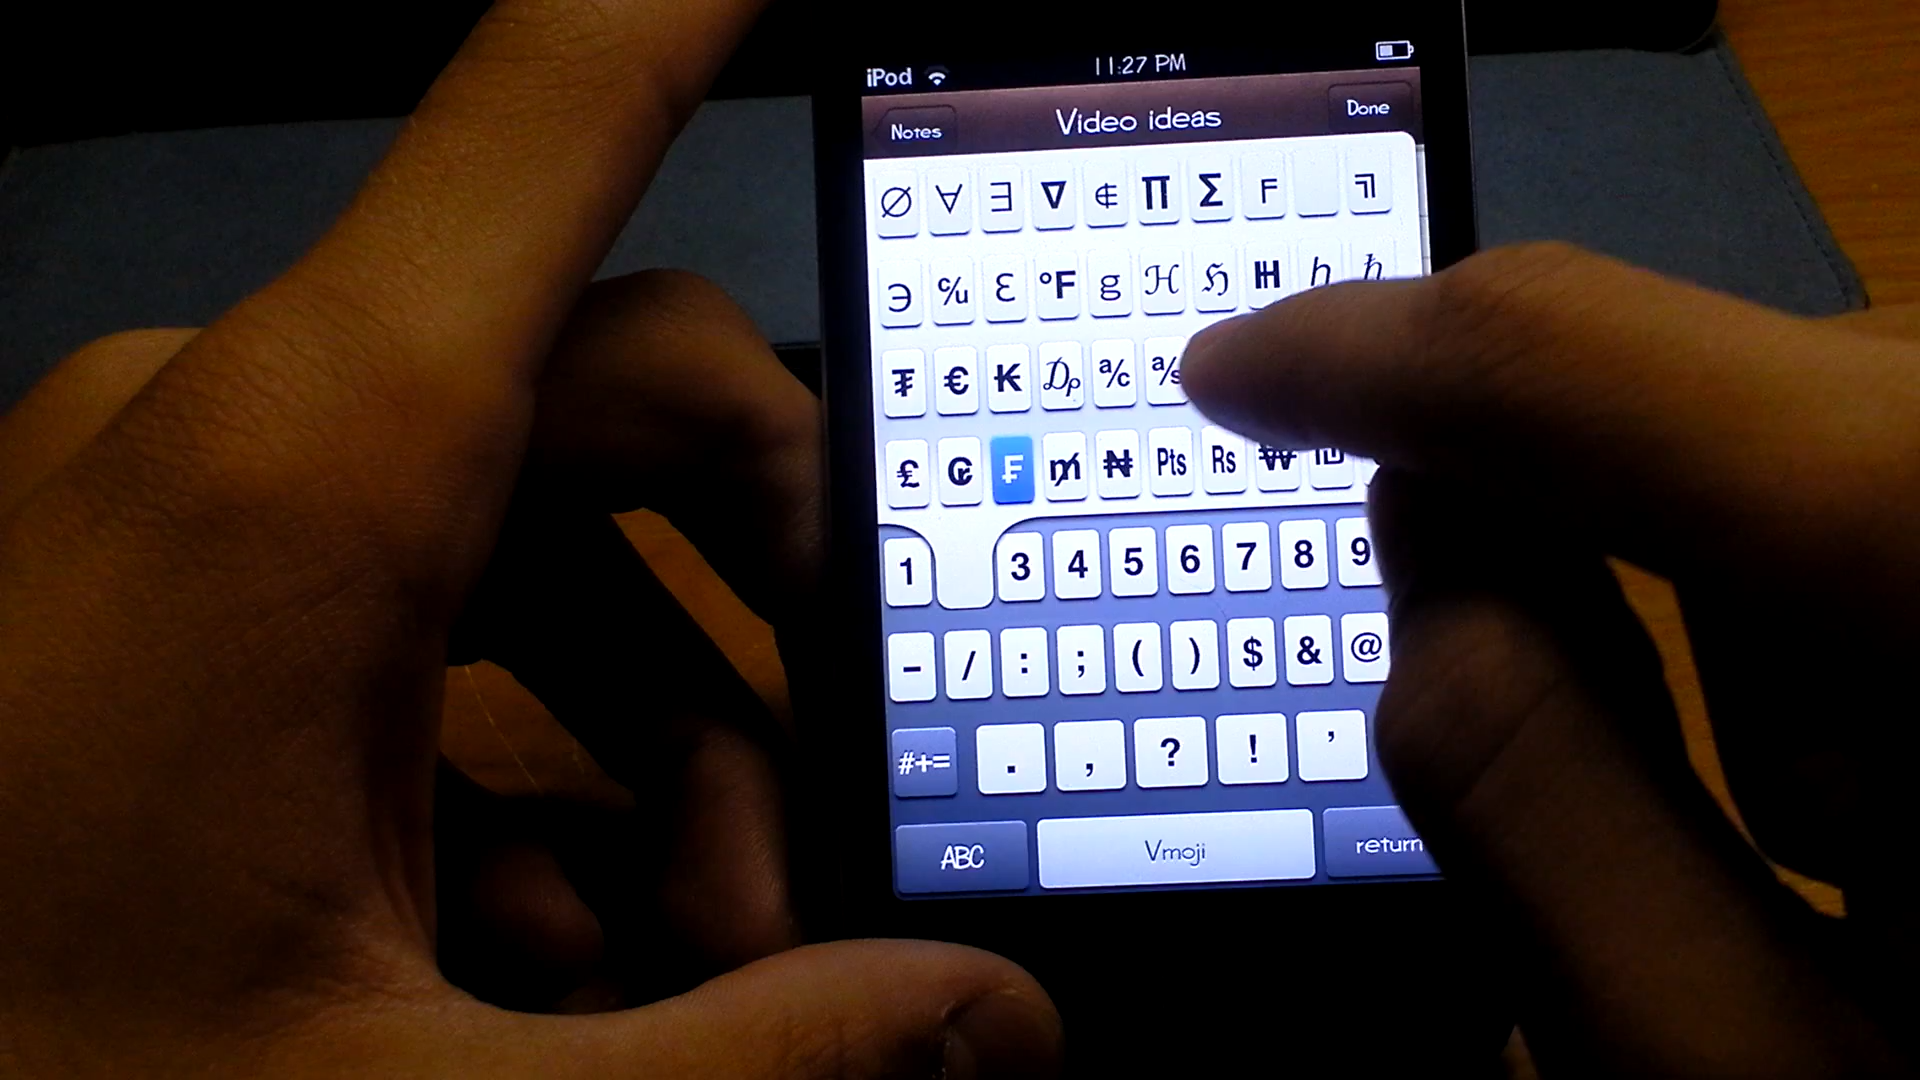 iPod 11:27 PM
Notes Video ideas Done
∅ ∀ ∃ ∇ ⋵ ∏ Σ F ╗
℈ ℆ ℇ °F g ℋ ℌ ℍ h ħ
₮ € ₭ ₯ ℀ ℁
£ ₢ ₣ ₥ ₦ Pts Rs ₩ ₪
1 3 4 5 6 7 8 9
- / : ; ( ) $ & @
#+= . , ? ! ’
ABC Vmoji return